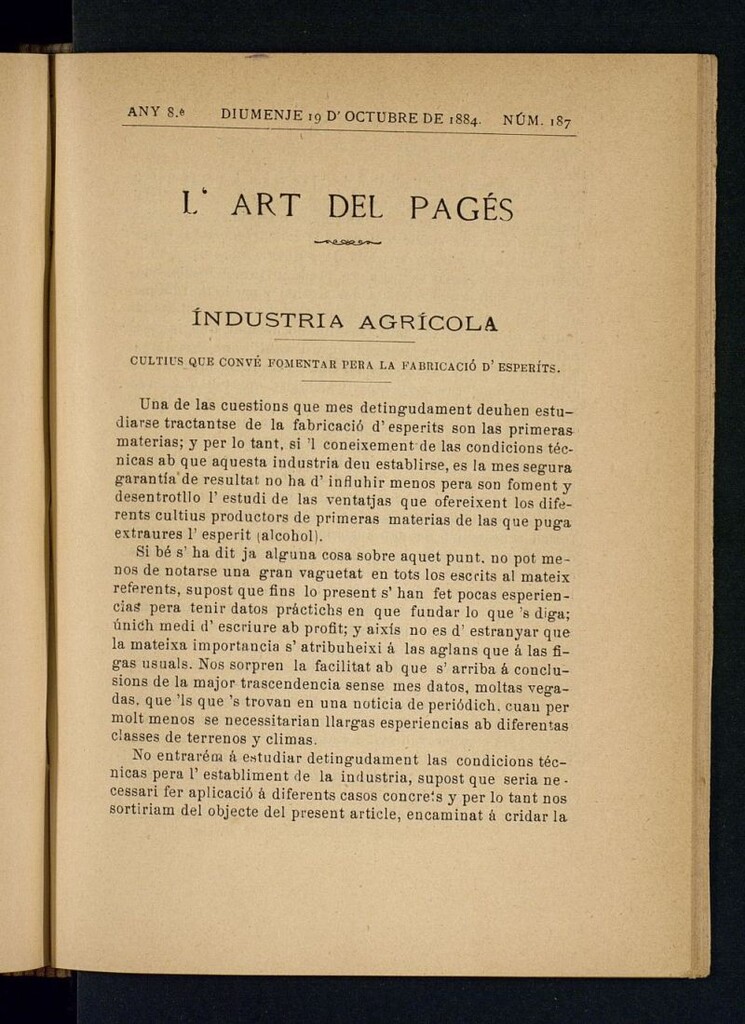 ANY 8.é DIUMENJE 19 D' OCTUBRE DE 1884. NÚM. 187
L' ART DEL PAGÉS
ÍNDUSTRIA AGRÍCOLA
CULTIUS QUE CONVÉ FOMENTAR PERA LA FABRICACIÓ D' ESPERÍTS.
Una de las cuestions que mes detingudament deuhen estu-
diarse tractantse de la fabricació d' esperits son las primeras
materias; y per lo tant, si 'l coneixement de las condicions téc-
nicas ab que aquesta industria deu establirse, es la mes segura
garantía de resultat no ha d' influhir menos pera son foment y
desentrotllo l' estudi de las ventatjas que ofereixent los dife-
rents cultius productors de primeras materias de las que puga
extraures l' esperit (alcohol).
Si bé s' ha dit ja alguna cosa sobre aquet punt, no pot me-
nos de notarse una gran vaguetat en tots los escrits al mateix
referents, supost que fins lo present s' han fet pocas esperien-
cias pera tenir datos práctichs en que fundar lo que 's diga;
únich medi d' escriure ab profit; y aixís no es d' estranyar que
la mateixa importancia s' atribuheixi á las aglans que á las fi-
gas usuals. Nos sorpren la facilitat ab que s' arriba á conclu-
sions de la major trascendencia sense mes datos, moltas vega-
das, que 'ls que 's trovan en una noticia de periódich, cuan per
molt menos se necessitarian llargas esperiencias ab diferentas
classes de terrenos y climas.
No entrarém á estudiar detingudament las condicions téc-
nicas pera l' establiment de la industria, supost que seria ne-
cessari fer aplicació á diferents casos concrets y per lo tant nos
sortiriam del objecte del present article, encaminat á cridar la